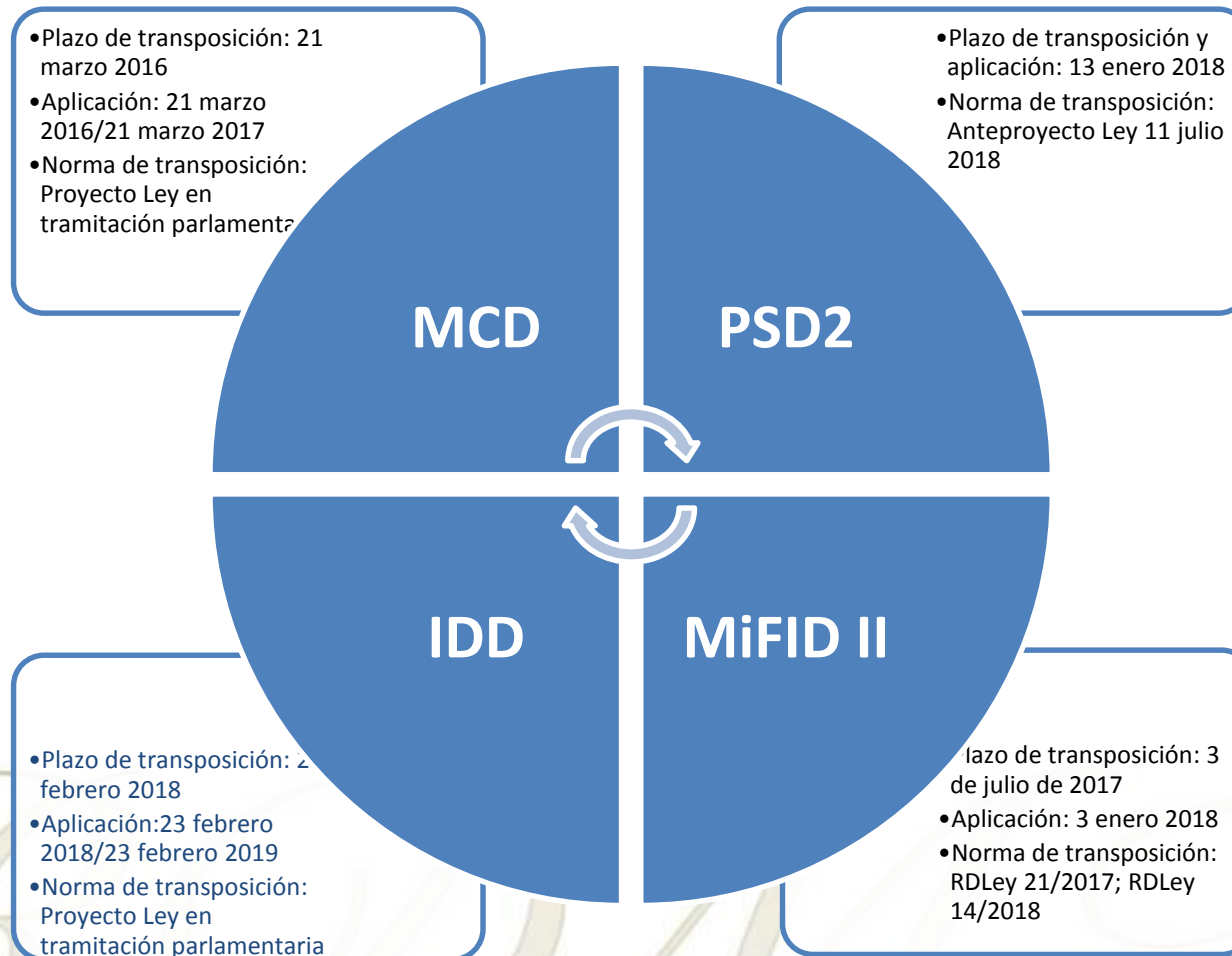 •Plazo de transposición: 21
marzo 2016
•Aplicación: 21 marzo
2016/21 marzo 2017
•Norma de transposición:
Proyecto Ley en
tramitación
•Plazo de transposición y
aplicación: 13 enero 2018
•Norma de transposición:
Anteproyecto Ley 11 julio
2018
MCD
PSD2
IDD
MiFID II
•Plazo de transposición:
febrero 2018
•Aplicación:23 febrero
2018/23 febrero 2019
•Norma de transposición:
Proyecto Ley en
tramitación parlamentaria
de transposición: 3
de julio de 2017
•Aplicación: 3 enero 2018
•Norma de transposición:
RDLey 21/2017; RDLey
14/2018